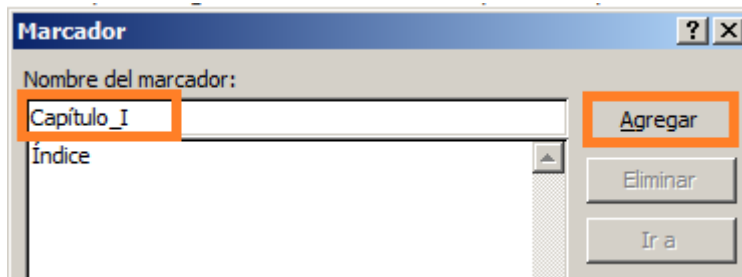 Marcador
Nombre del marcador:
Capítulo_I
Agregar
Índice
Eliminar
Ir a